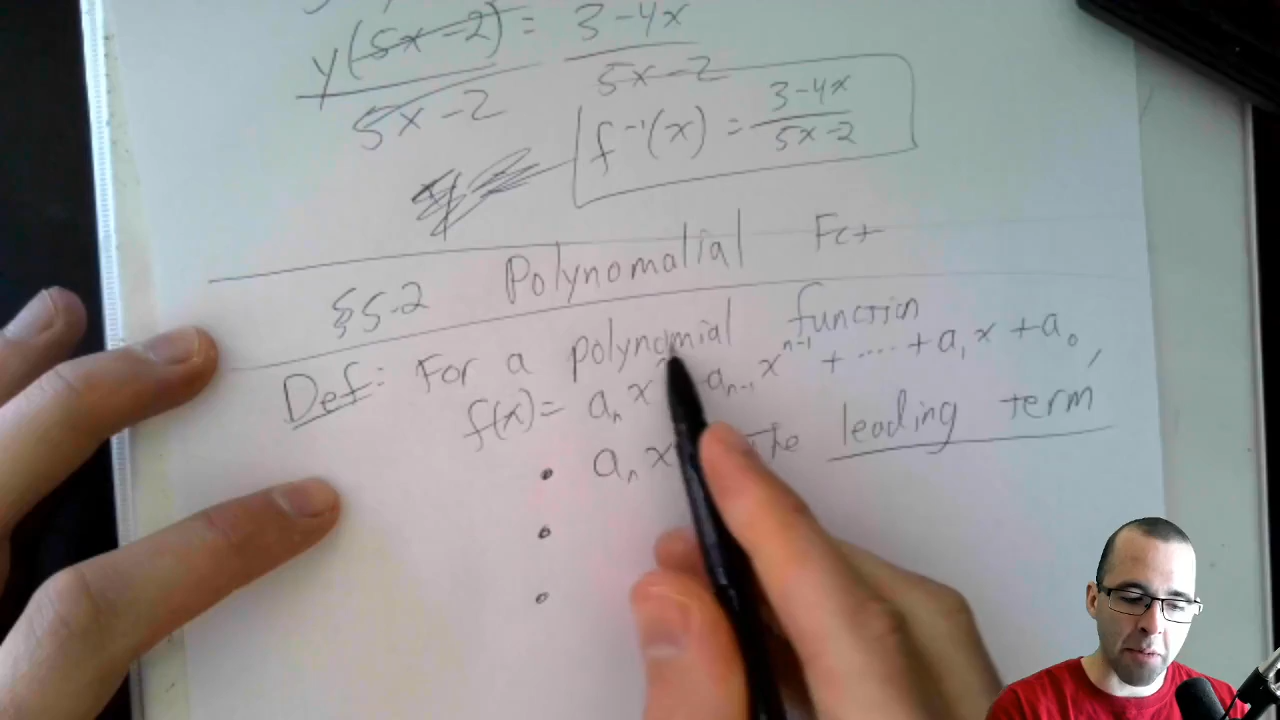 y(5x-2) = 3-4x
5x-2 5x-2
f⁻¹(x) = 3-4x
5x-2
§5.2 Polynomalial Fct
Def: For a polynomial function
f(x) = aₙx + aₙ₋₁xⁿ⁻¹ + .... + a₁x + a₀,
• aₙx the leading term
•
•